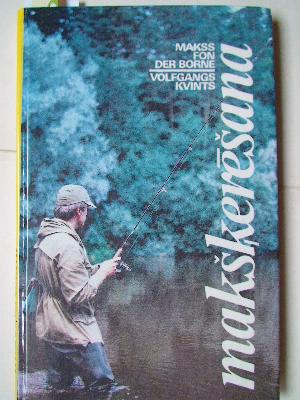 MAKSS
FON
DER BORNE
VOLFGANGS
KVINTS
makšķerēšana